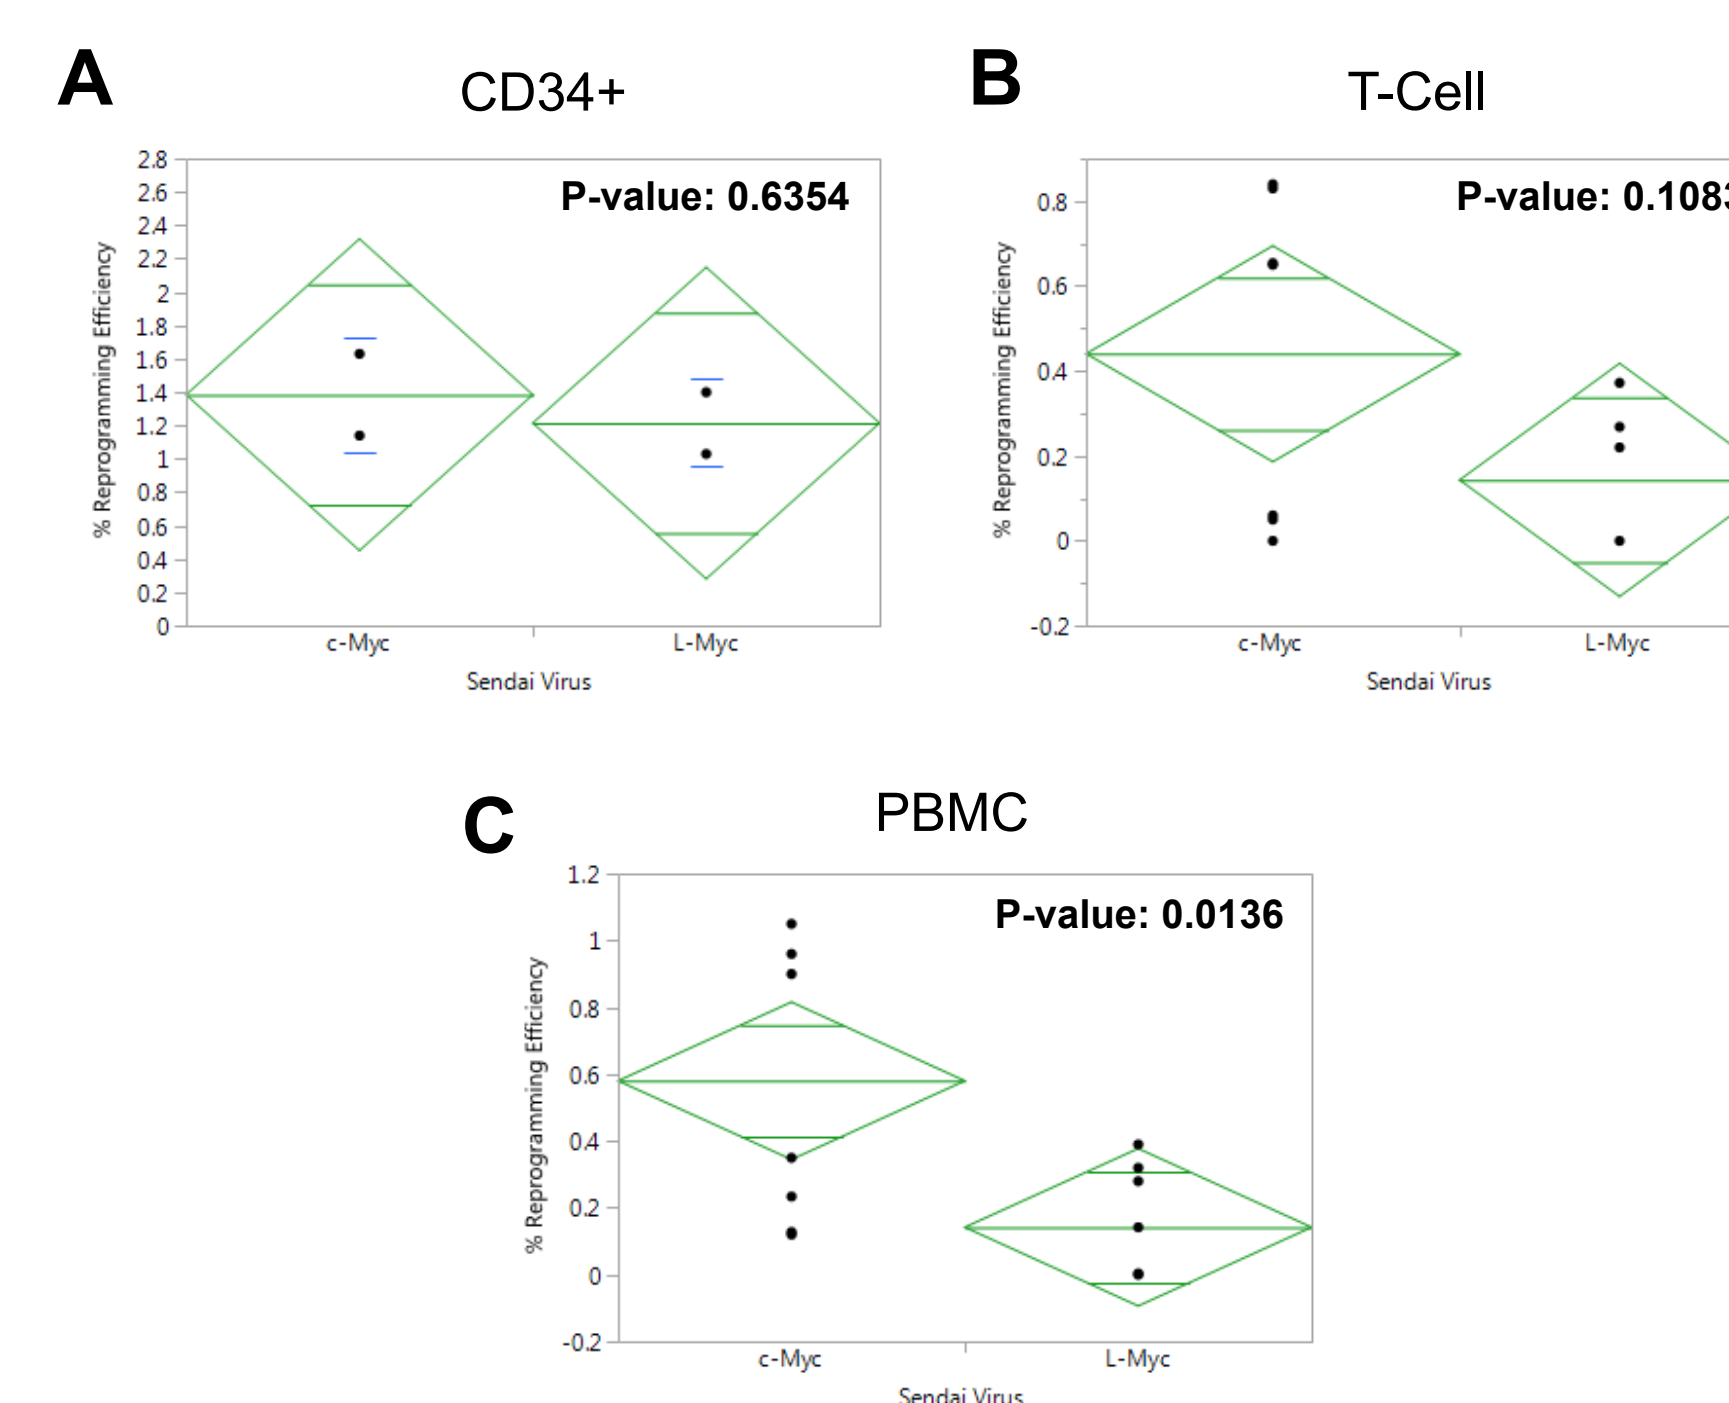 A
CD34+
P-value: 0.6354
% Reprogramming Efficiency
2.8
2.6
2.4
2.2
2
1.8
1.6
1.4
1.2
1
0.8
0.6
0.4
0.2
0
c-Myc
L-Myc
Sendai Virus
B
T-Cell
P-value: 0.1083
% Reprogramming Efficiency
0.8
0.6
0.4
0.2
0
-0.2
c-Myc
L-Myc
Sendai Virus
C
PBMC
P-value: 0.0136
% Reprogramming Efficiency
1.2
1
0.8
0.6
0.4
0.2
0
-0.2
c-Myc
L-Myc
Sendai Virus